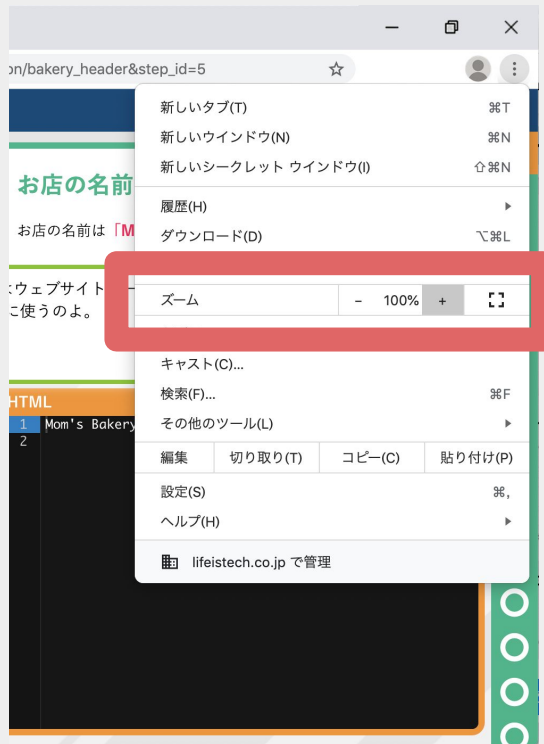 on/bakery_header&step_id=5
新しいタブ(T) ⌘T
新しいウインドウ(N) ⌘N
新しいシークレット ウインドウ(I) ⇧⌘N
お店の名前
履歴(H)
お店の名前は「M
ダウンロード(D) ⌥⌘L
ウェブサイト
ズーム - 100% +
に使うのよ。
キャスト(C)...
検索(F)... ⌘F
HTML
その他のツール(L)
1 Mom's Bakery
2
編集 切り取り(T) コピー(C) 貼り付け(P)
設定(S) ⌘,
ヘルプ(H)
lifeistech.co.jp で管理